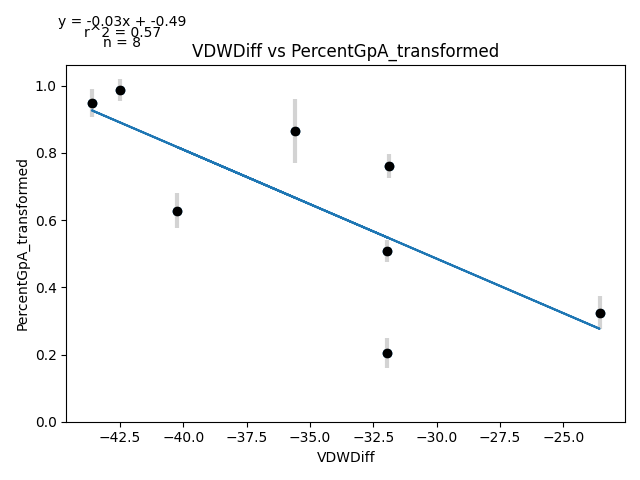 y = -0.03x + -0.49
r^2 = 0.57
n = 8
VDWDiff vs PercentGpA_transformed
PercentGpA_transformed
1.0
0.8
0.6
0.4
0.2
0.0
−42.5 −40.0 −37.5 −35.0 −32.5 −30.0 −27.5 −25.0
VDWDiff